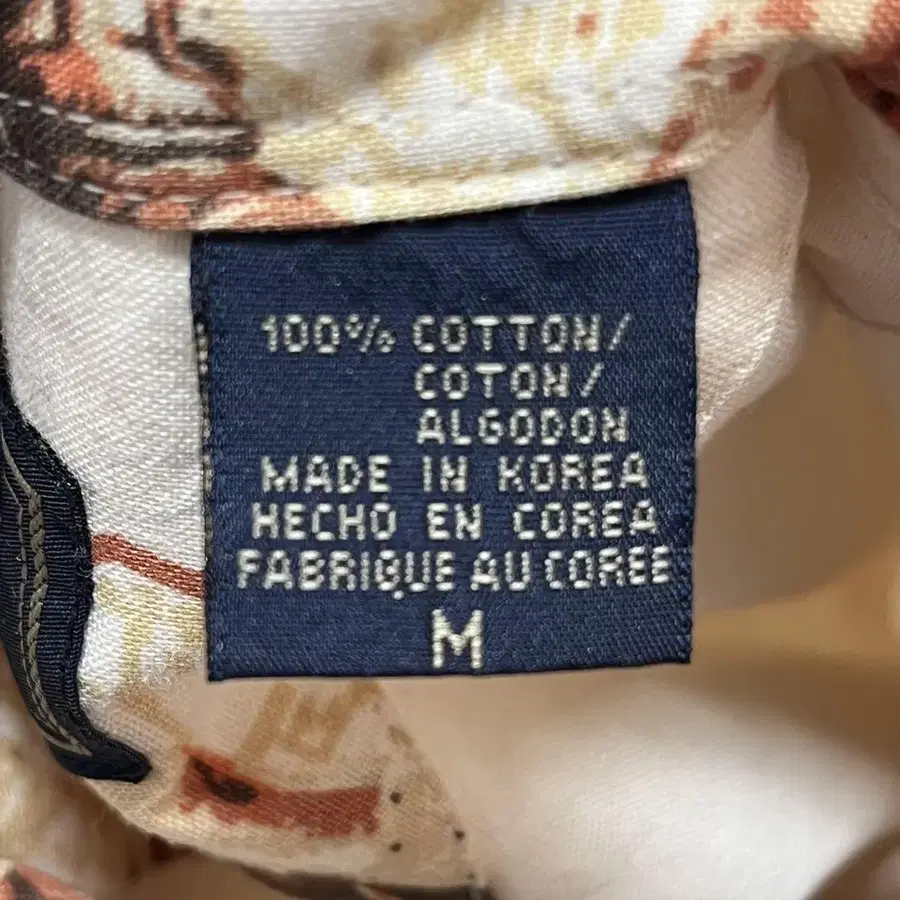 100% COTTON/
COTON/
ALGODON
MADE IN KOREA
HECHO EN COREA
FABRIQUE AU COREE
M